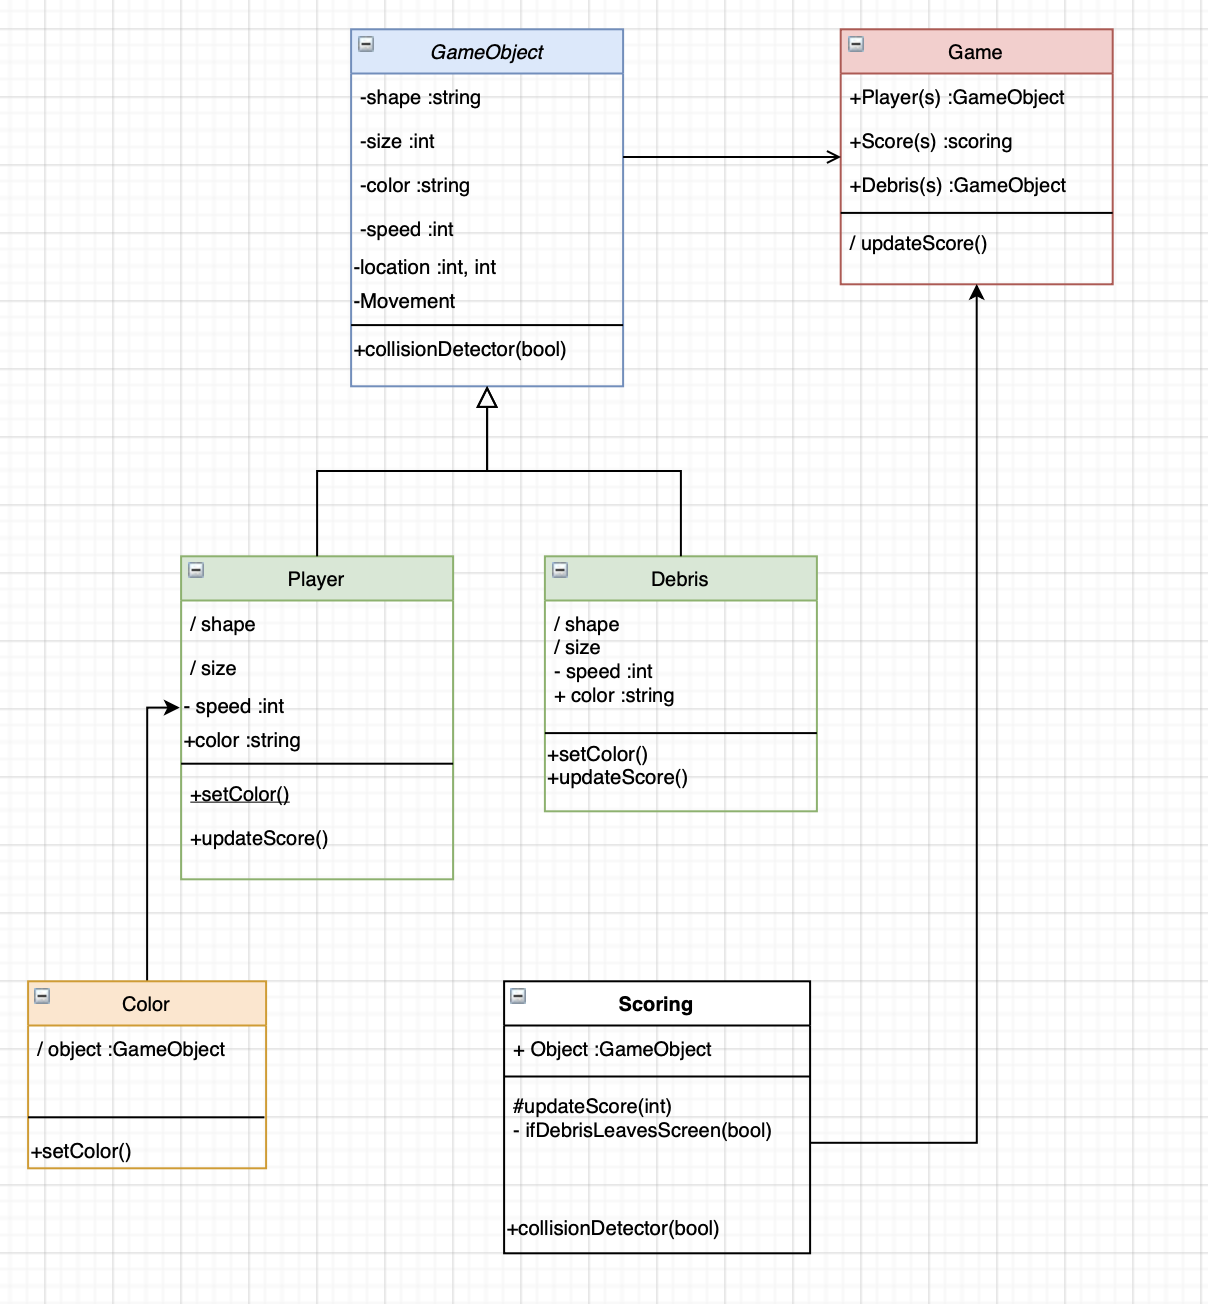 GameObject
-shape :string
-size :int
-color :string
-speed :int
-location :int, int
-Movement
+collisionDetector(bool)
Game
+Player(s) :GameObject
+Score(s) :scoring
+Debris(s) :GameObject
/ updateScore()
Player
/ shape
/ size
- speed :int
+color :string
+setColor()
+updateScore()
Debris
/ shape
/ size
- speed :int
+ color :string
+setColor()
+updateScore()
Color
/ object :GameObject
+setColor()
Scoring
+ Object :GameObject
#updateScore(int)
- ifDebrisLeavesScreen(bool)
+collisionDetector(bool)